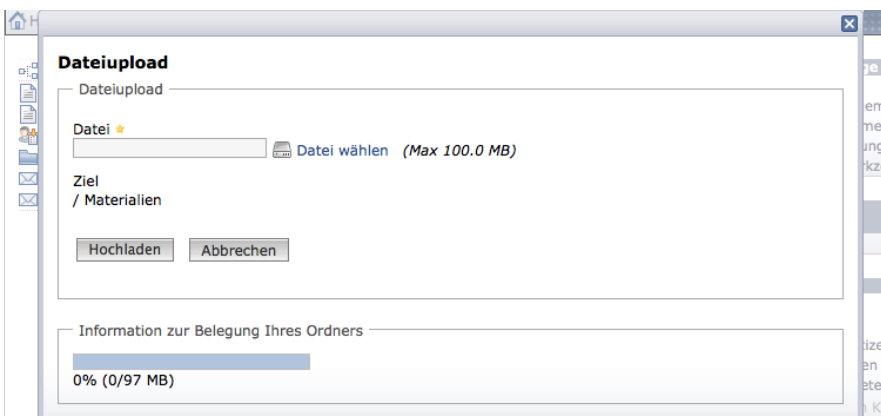 H
Dateiupload
Dateiupload
Datei
Datei wählen (Max 100.0 MB)
Ziel
/ Materialien
Hochladen Abbrechen
Information zur Belegung Ihres Ordners
0% (0/97 MB)